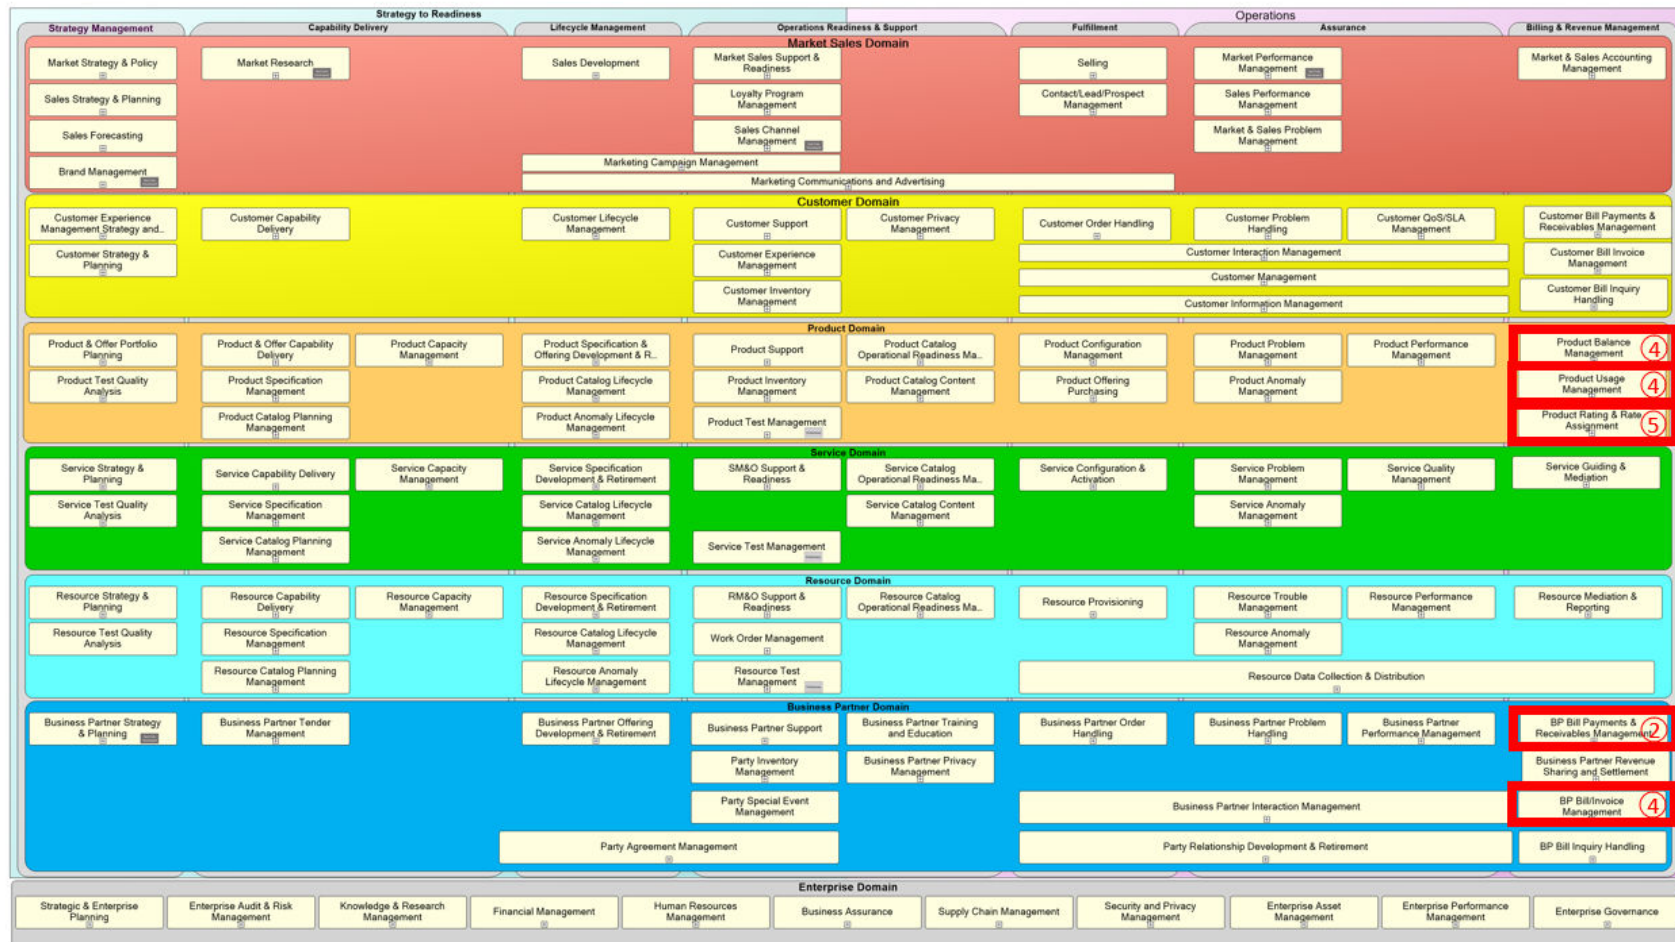 Strategy to Readiness
Operations
Strategy Management
Capability Delivery
Lifecycle Management
Operations Readiness & Support
Fulfillment
Assurance
Billing & Revenue Management
Market Sales Domain
Market Strategy & Policy
Market Research
Sales Development
Market Sales Support &
Readiness
Selling
Market Performance
Management
Market & Sales Accounting
Management
Sales Strategy & Planning
Loyalty Program
Management
Contact/Lead/Prospect
Management
Sales Performance
Management
Sales Forecasting
Sales Channel
Management
Market & Sales Problem
Management
Brand Management
Marketing Campaign Management
Marketing Communications and Advertising
Customer Domain
Customer Experience
Management Strategy and..
Customer Capability
Delivery
Customer Lifecycle
Management
Customer Support
Customer Privacy
Management
Customer Order Handling
Customer Problem
Handling
Customer QoS/SLA
Management
Customer Bill Payments &
Receivables Management
Customer Strategy &
Planning
Customer Experience
Management
Customer Interaction Management
Customer Bill Invoice
Management
Customer Management
Customer Inventory
Management
Customer Information Management
Customer Bill Inquiry
Handling
Product Domain
Product & Offer Portfolio
Planning
Product & Offer Capability
Delivery
Product Capacity
Management
Product Specification &
Offering Development & R...
Product Support
Product Catalog
Operational Readiness Ma..
Product Configuration
Management
Product Problem
Management
Product Performance
Management
Product Balance
Management
④
Product Test Quality
Analysis
Product Specification
Management
Product Catalog Lifecycle
Management
Product Inventory
Management
Product Catalog Content
Management
Product Offering
Purchasing
Product Anomaly
Management
Product Usage
Management
④
Product Catalog Planning
Management
Product Anomaly Lifecycle
Management
Product Test Management
Product Rating & Rate
Assignment
⑤
Service Domain
Service Strategy &
Planning
Service Capability Delivery
Service Capacity
Management
Service Specification
Development & Retirement
SM&O Support &
Readiness
Service Catalog
Operational Readiness Ma..
Service Configuration &
Activation
Service Problem
Management
Service Quality
Management
Service Guiding &
Mediation
Service Test Quality
Analysis
Service Specification
Management
Service Catalog Lifecycle
Management
Service Catalog Content
Management
Service Anomaly
Management
Service Catalog Planning
Management
Service Anomaly Lifecycle
Management
Service Test Management
Resource Domain
Resource Strategy &
Planning
Resource Capability
Delivery
Resource Capacity
Management
Resource Specification
Development & Retirement
RM&O Support &
Readiness
Resource Catalog
Operational Readiness Ma..
Resource Provisioning
Resource Trouble
Management
Resource Performance
Management
Resource Mediation &
Reporting
Resource Test Quality
Analysis
Resource Specification
Management
Resource Catalog Lifecycle
Management
Work Order Management
Resource Anomaly
Management
Resource Catalog Planning
Management
Resource Anomaly
Lifecycle Management
Resource Test
Management
Resource Data Collection & Distribution
Business Partner Domain
Business Partner Strategy
& Planning
Business Partner Tender
Management
Business Partner Offering
Development & Retirement
Business Partner Support
Business Partner Training
and Education
Business Partner Order
Handling
Business Partner Problem
Handling
Business Partner
Performance Management
BP Bill Payments &
Receivables Management
②
Party Inventory
Management
Business Partner Privacy
Management
Business Partner Revenue
Sharing and Settlement
Party Special Event
Management
Business Partner Interaction Management
BP Bill/Invoice
Management
④
Party Agreement Management
Party Relationship Development & Retirement
BP Bill Inquiry Handling
Enterprise Domain
Strategic & Enterprise
Planning
Enterprise Audit & Risk
Management
Knowledge & Research
Management
Financial Management
Human Resources
Management
Business Assurance
Supply Chain Management
Security and Privacy
Management
Enterprise Asset
Management
Enterprise Performance
Management
Enterprise Governance